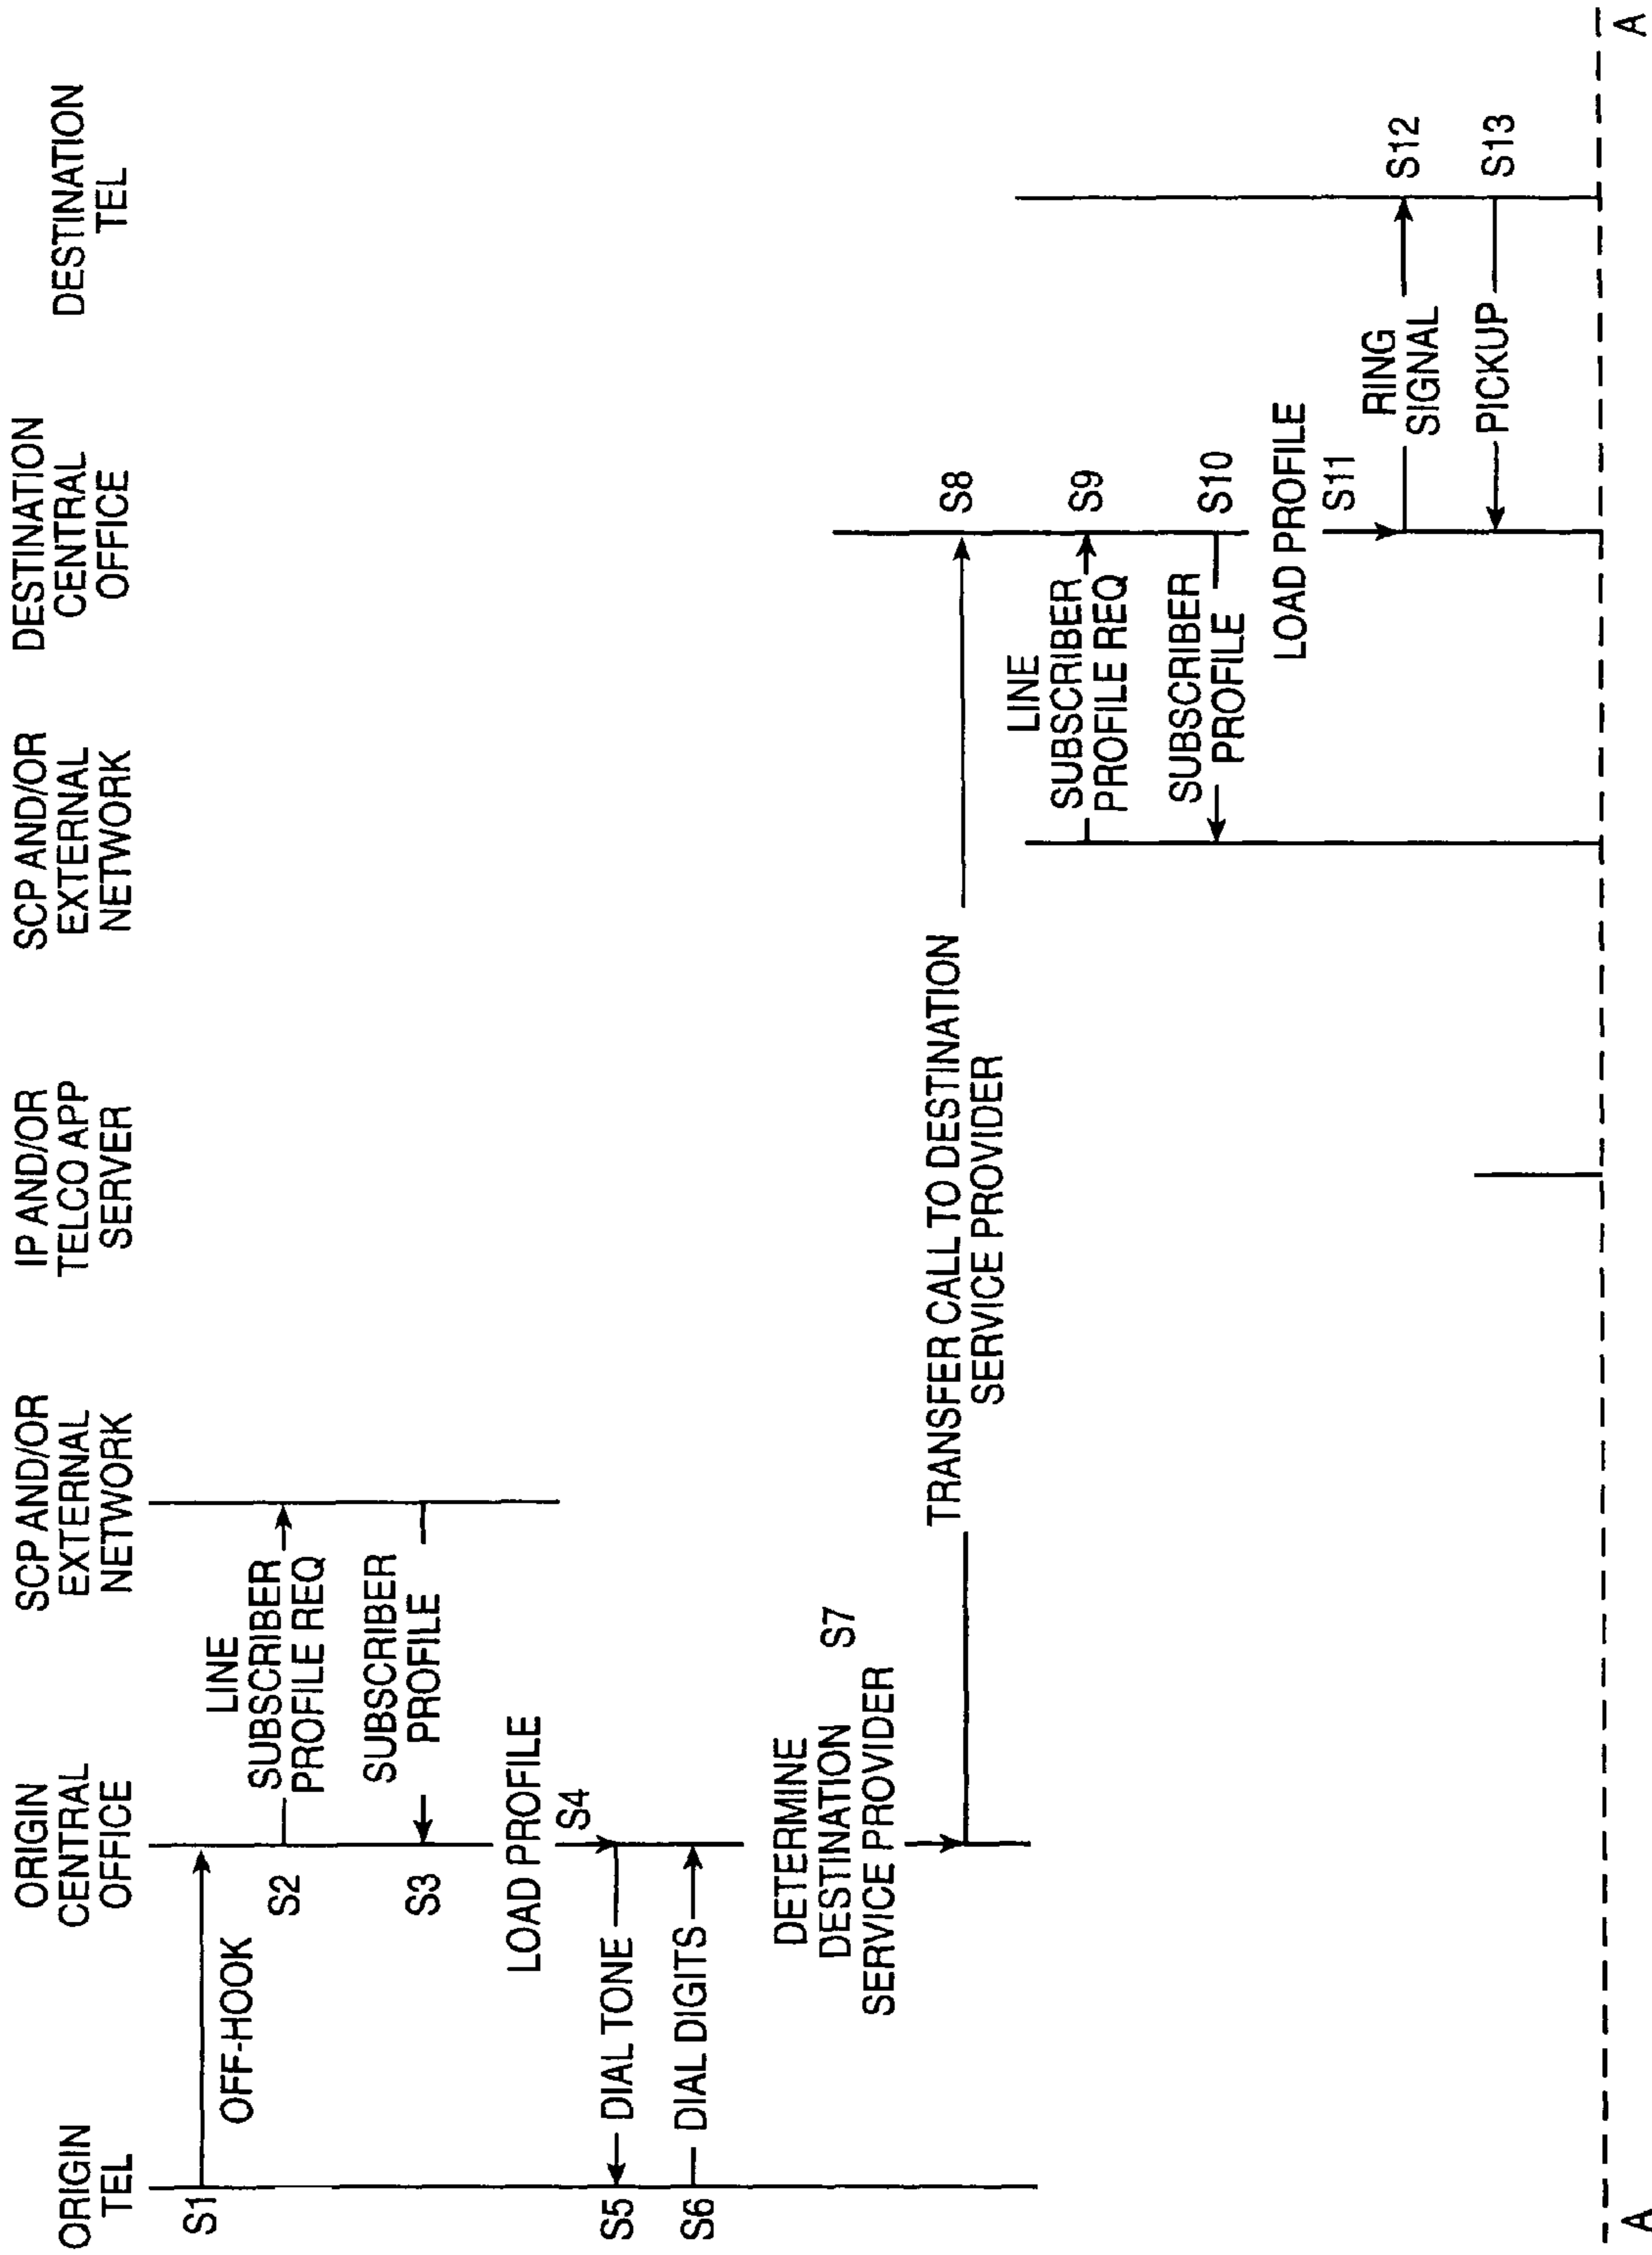 ORIGIN
TEL
ORIGIN
CENTRAL
OFFICE
SCP AND/OR
EXTERNAL
NETWORK
IP AND/OR
TELCO APP
SERVER
SCP AND/OR
EXTERNAL
NETWORK
DESTINATION
CENTRAL
OFFICE
DESTINATION
TEL
S1
OFF-HOOK
S2
LINE
SUBSCRIBER
PROFILE REQ
S3
SUBSCRIBER
PROFILE
LOAD PROFILE
S4
S5
DIAL TONE
S6
DIAL DIGITS
DETERMINE
DESTINATION
SERVICE PROVIDER
S7
TRANSFER CALL TO DESTINATION
SERVICE PROVIDER
S8
LINE
SUBSCRIBER
PROFILE REQ
S9
SUBSCRIBER
PROFILE
S10
LOAD PROFILE
S11
RING
SIGNAL
S12
PICKUP
S13
A
A